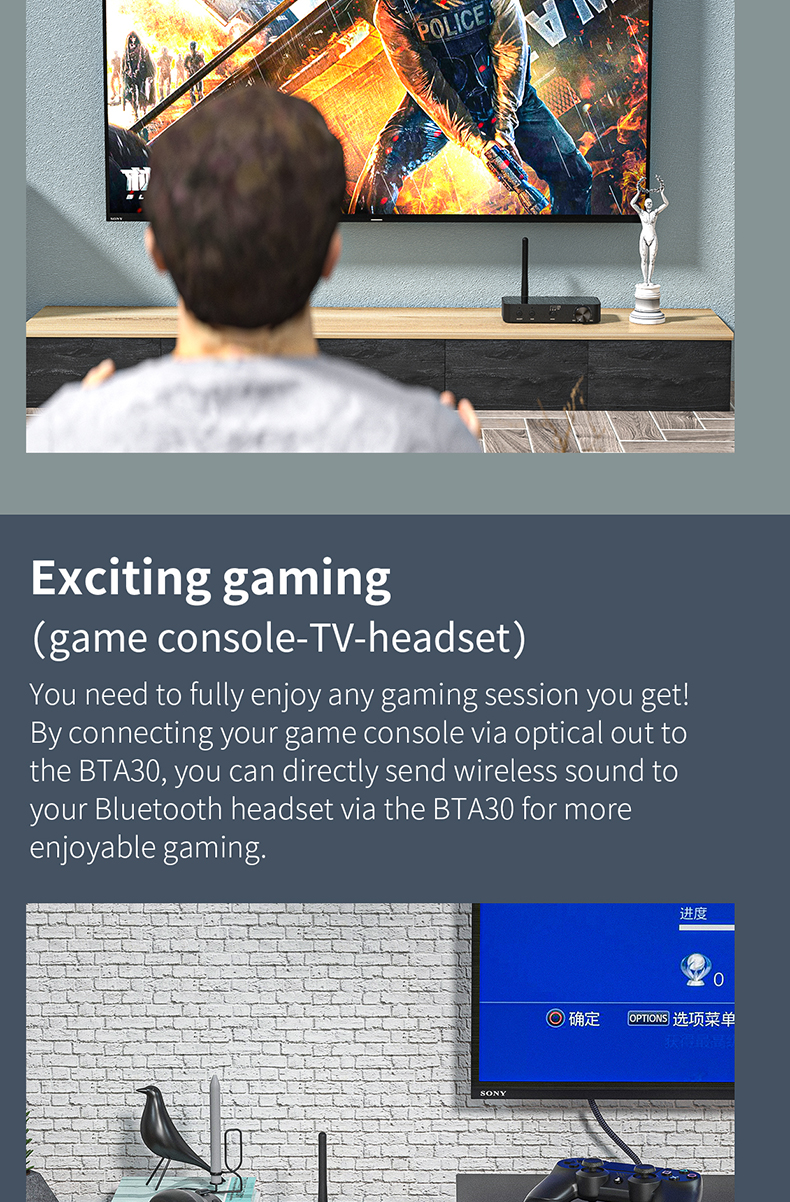 POLICE
SONY
Exciting gaming
(game console-TV-headset)
You need to fully enjoy any gaming session you get!
By connecting your game console via optical out to
the BTA30, you can directly send wireless sound to
your Bluetooth headset via the BTA30 for more
enjoyable gaming.
进度
0
确定 OPTIONS 选项菜单
SONY